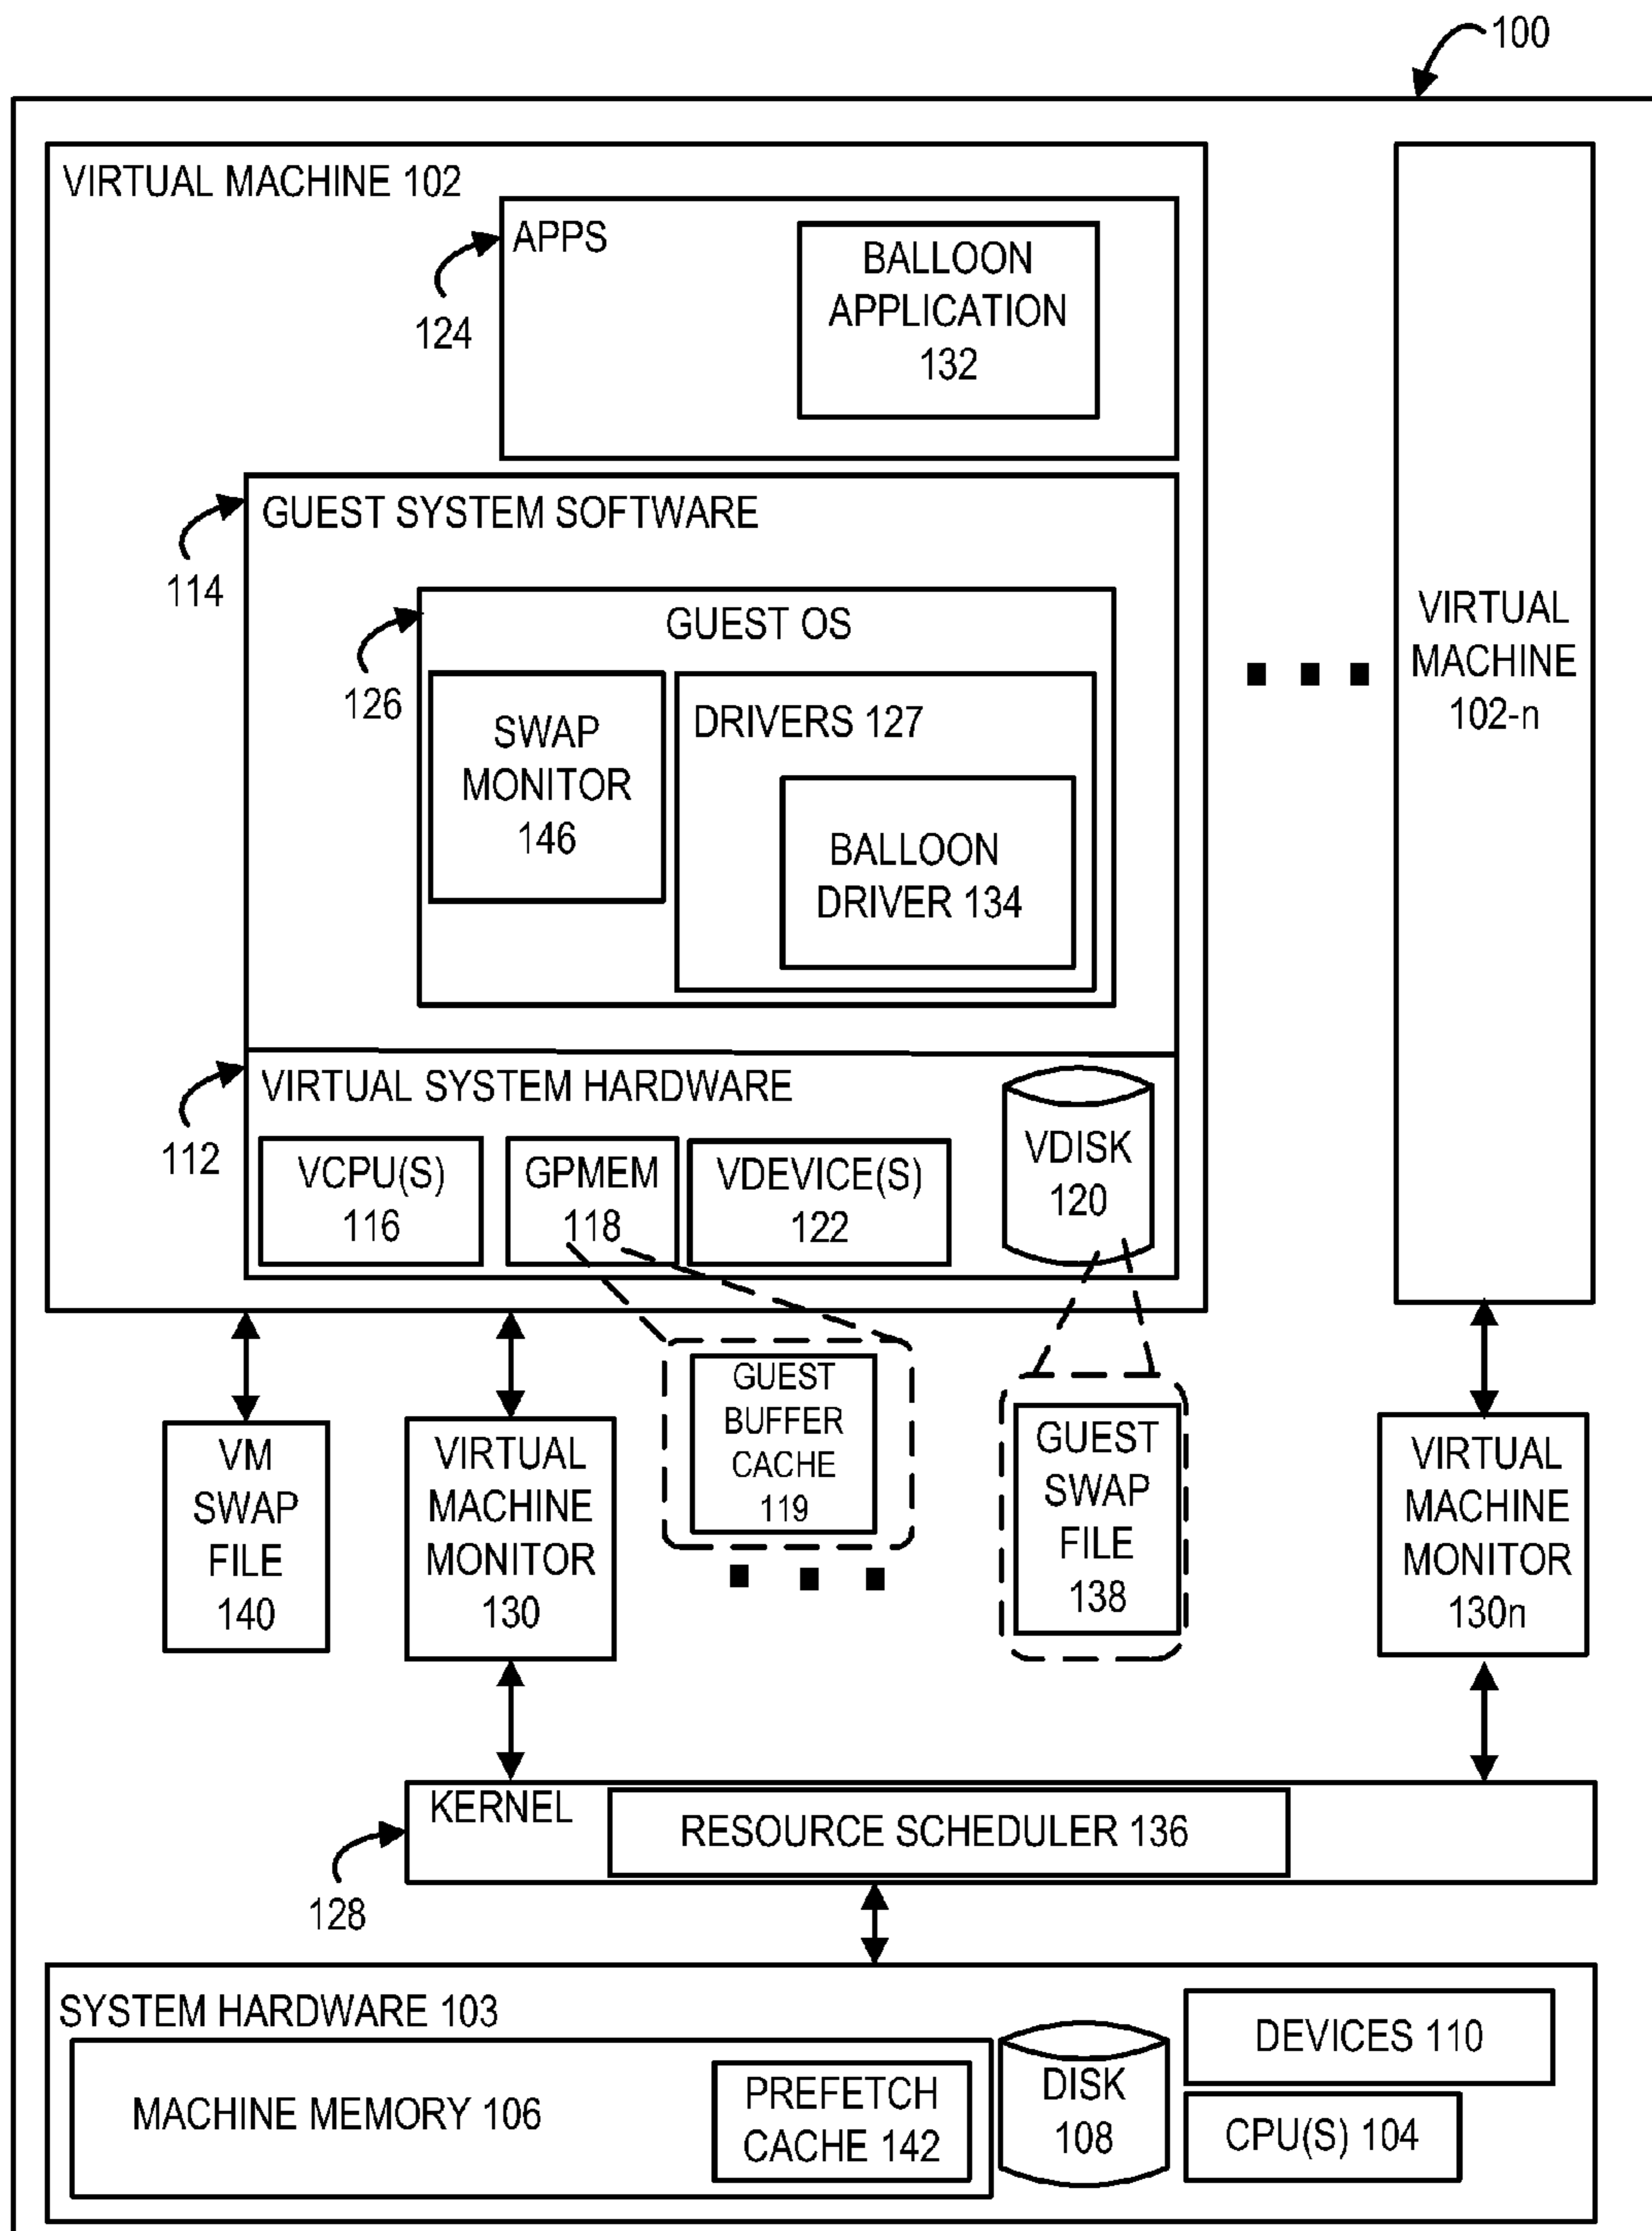 100
VIRTUAL MACHINE 102
APPS
124
BALLOON
APPLICATION
132
GUEST SYSTEM SOFTWARE
114
GUEST OS
126
SWAP
MONITOR
146
DRIVERS 127
BALLOON
DRIVER 134
VIRTUAL
MACHINE
102-n
VIRTUAL SYSTEM HARDWARE
112
VCPU(S)
116
GPMEM
118
VDEVICE(S)
122
VDISK
120
VM
SWAP
FILE
140
VIRTUAL
MACHINE
MONITOR
130
GUEST
BUFFER
CACHE
119
GUEST
SWAP
FILE
138
VIRTUAL
MACHINE
MONITOR
130n
KERNEL
RESOURCE SCHEDULER 136
128
SYSTEM HARDWARE 103
MACHINE MEMORY 106
PREFETCH
CACHE 142
DISK
108
DEVICES 110
CPU(S) 104